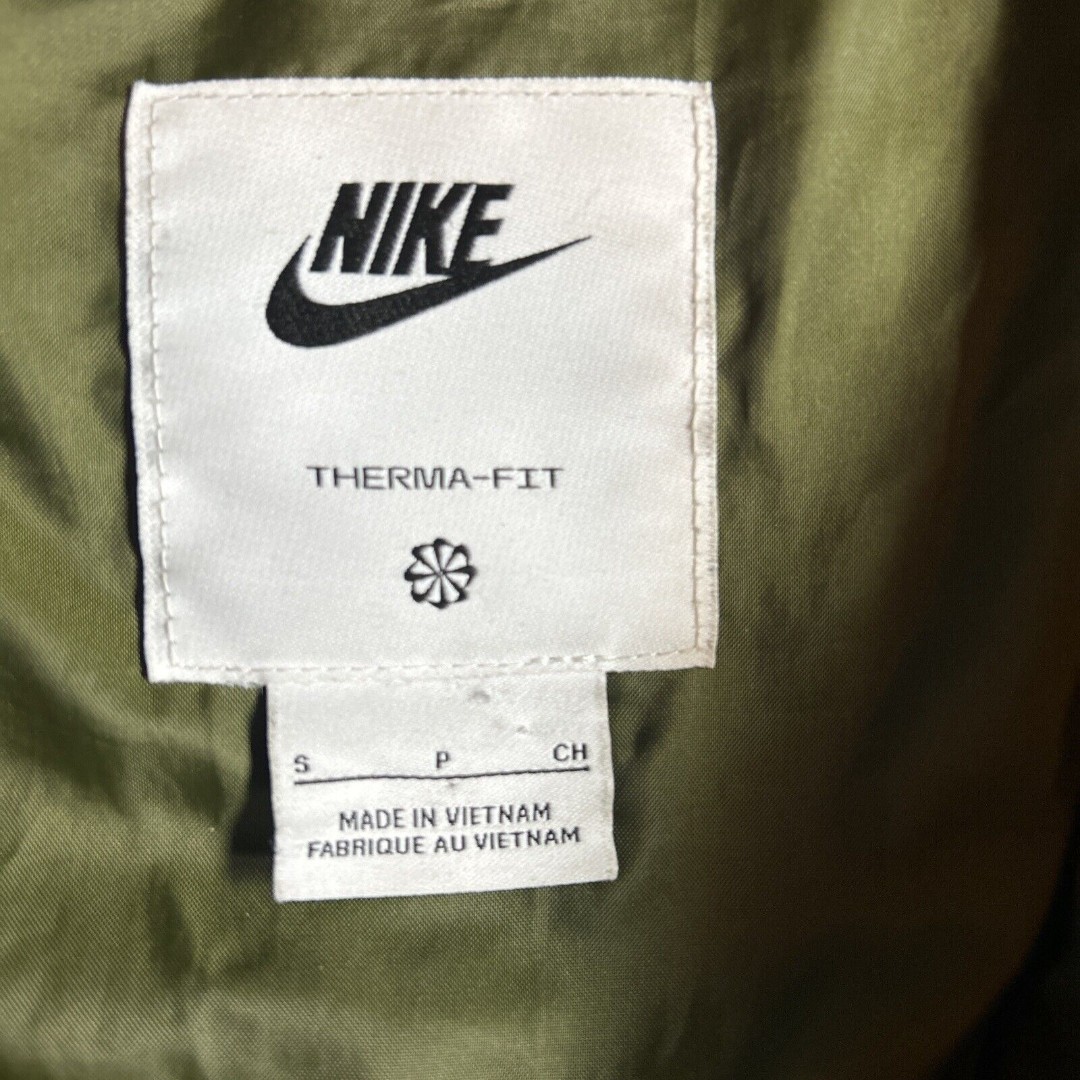 NIKE
THERMA-FIT
S P CH
MADE IN VIETNAM
FABRIQUE AU VIETNAM